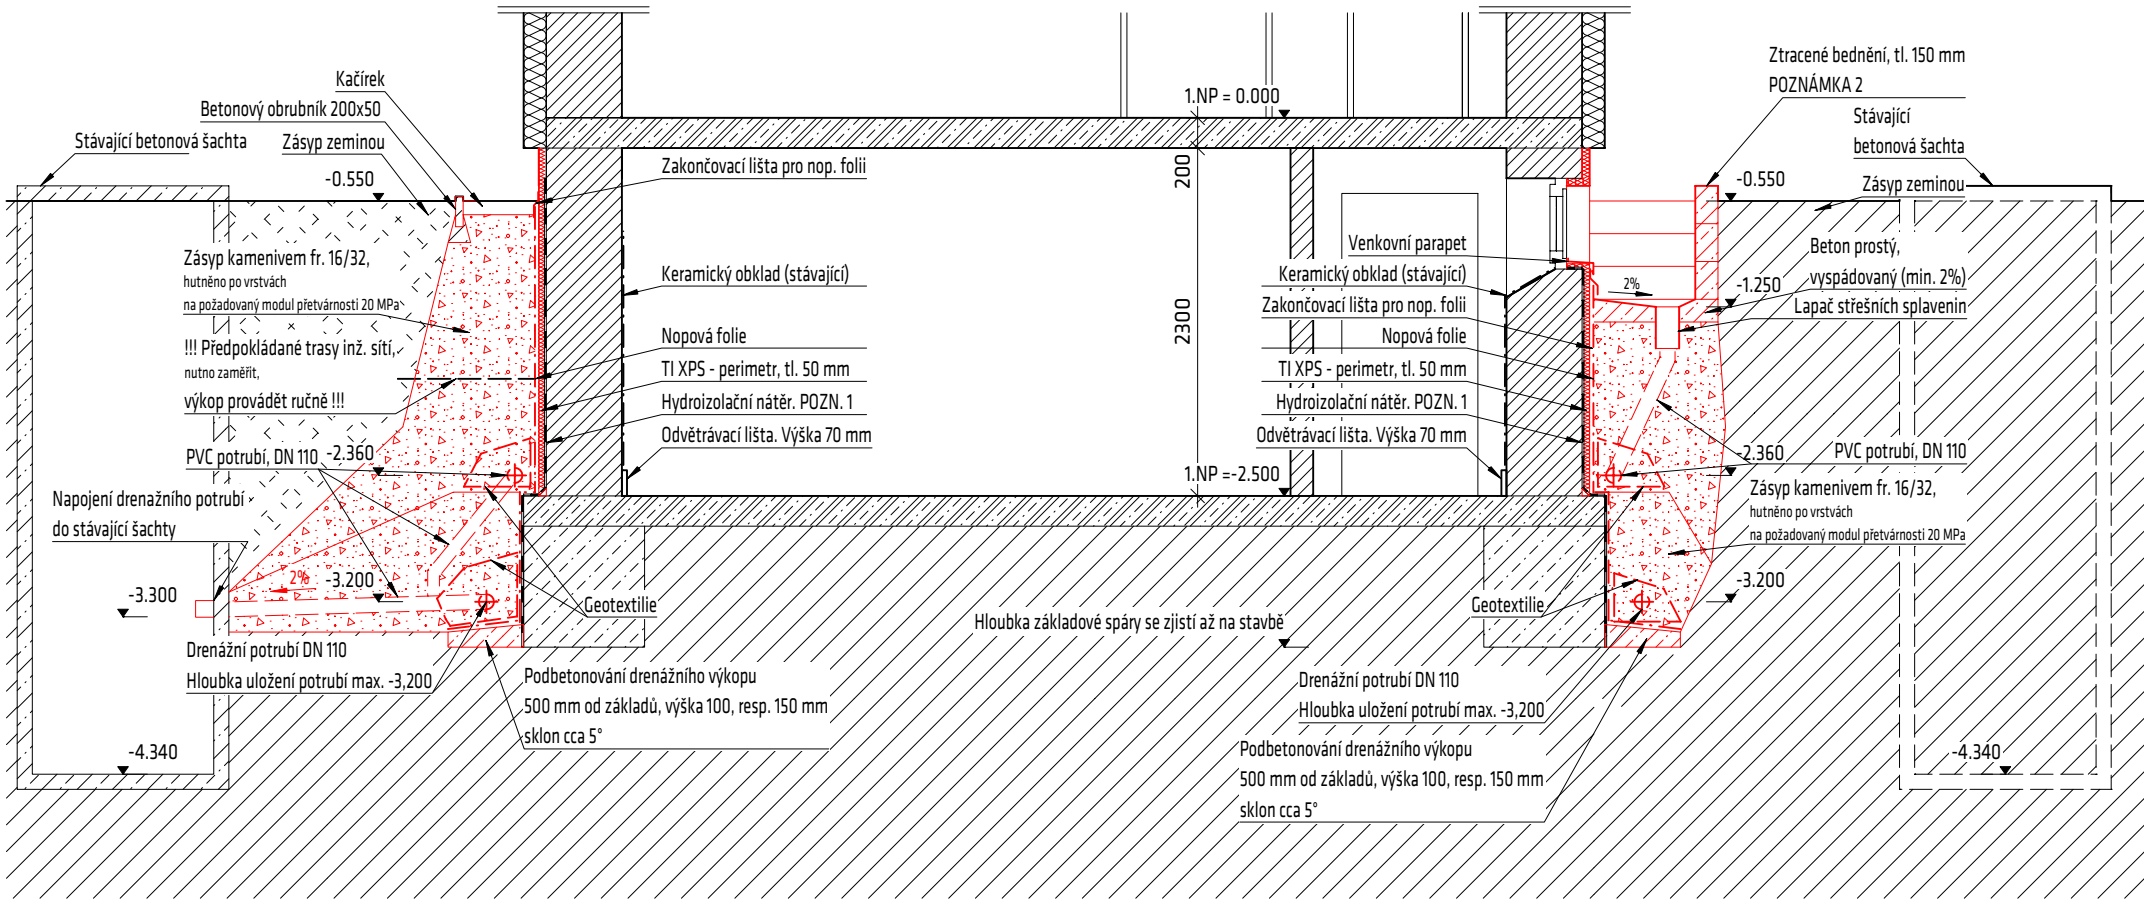 Kačírek
Betonový obrubník 200x50
Stávající betonová šachta
Zásyp zeminou
-0.550
Zásyp kamenivem fr. 16/32,
hutněno po vrstvách
na požadovaný modul přetvárnosti 20 MPa
!!! Předpokládané trasy inž. sítí,
nutno zaměřit,
výkop provádět ručně !!!
PVC potrubí, DN 110
-2.360
Napojení drenažního potrubí
do stávající šachty
2%
-3.200
-3.300
Drenážní potrubí DN 110
Hloubka uložení potrubí max. -3,200
-4.340
Podbetonování drenážního výkopu
500 mm od základů, výška 100, resp. 150 mm
sklon cca 5°
Geotextilie
Zakončovací lišta pro nop. folii
Keramický obklad (stávající)
Nopová folie
TI XPS - perimetr, tl. 50 mm
Hydroizolační nátěr. POZN. 1
Odvětrávací lišta. Výška 70 mm
1.NP = 0.000
200
2300
1.NP =-2.500
Hloubka základové spáry se zjistí až na stavbě
Venkovní parapet
Keramický obklad (stávající)
Zakončovací lišta pro nop. folii
Nopová folie
TI XPS - perimetr, tl. 50 mm
Hydroizolační nátěr. POZN. 1
Odvětrávací lišta. Výška 70 mm
Geotextilie
Drenážní potrubí DN 110
Hloubka uložení potrubí max. -3,200
Podbetonování drenážního výkopu
500 mm od základů, výška 100, resp. 150 mm
sklon cca 5°
Ztracené bednění, tl. 150 mm
POZNÁMKA 2
Stávající
betonová šachta
-0.550
Zásyp zeminou
Beton prostý,
vyspádovaný (min. 2%)
2%
-1.250
Lapač střešních splavenin
-2.360
PVC potrubí, DN 110
Zásyp kamenivem fr. 16/32,
hutněno po vrstvách
na požadovaný modul přetvárnosti 20 MPa
-3.200
-4.340